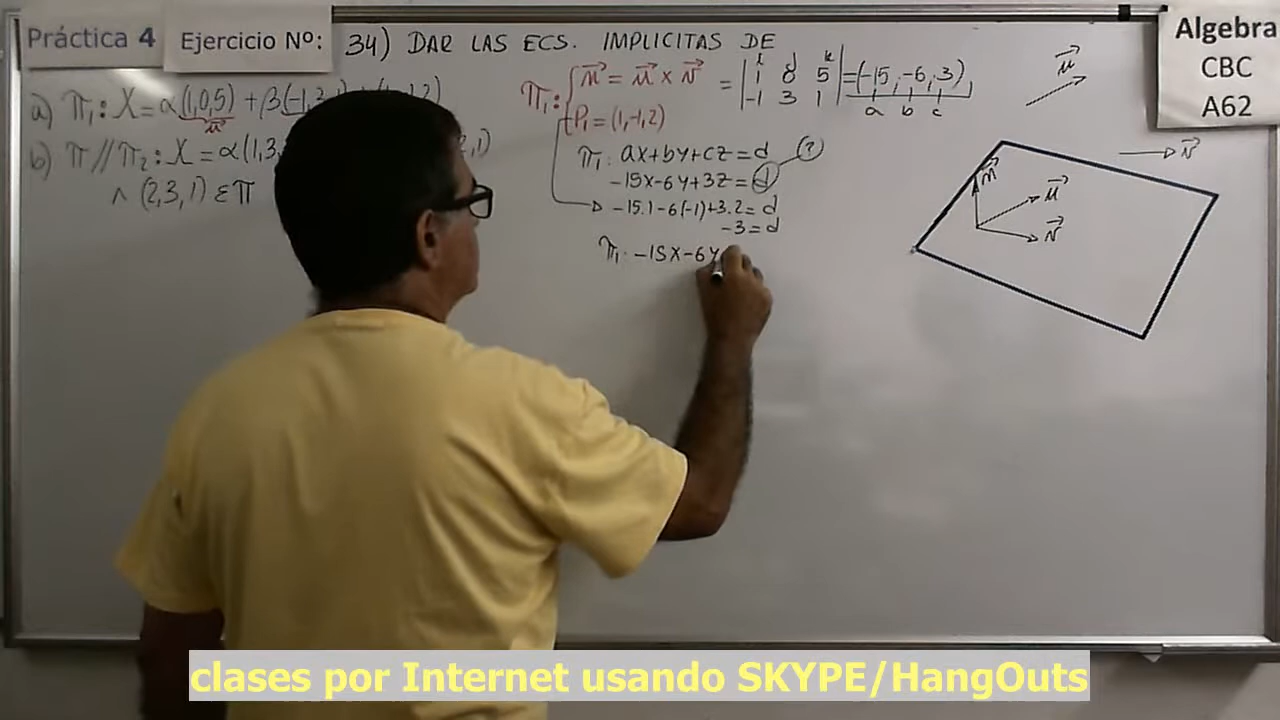 Práctica 4 Ejercicio Nº: 34) DAR LAS ECS. IMPLICITAS DE
Algebra
CBC
A62
a) π₁: X = α(1,0,5) + β(-1,3,
u⃗
b) π // π₂: X = α(1,3,
∧ (2,3,1) ε π
π₁: { n⃗ = u⃗ x v⃗ = | i j k
1 0 5
-1 3 1 | = (-15, -6, 3)
a b c
P₁ = (1,-1,2)
π₁: ax+by+cz=d (?)
-15x-6y+3z=d
-15.1-6(-1)+3.2=d
-3=d
π₁: -15x-6y
u⃗
v⃗
n⃗
u⃗
v⃗
clases por Internet usando SKYPE/HangOuts